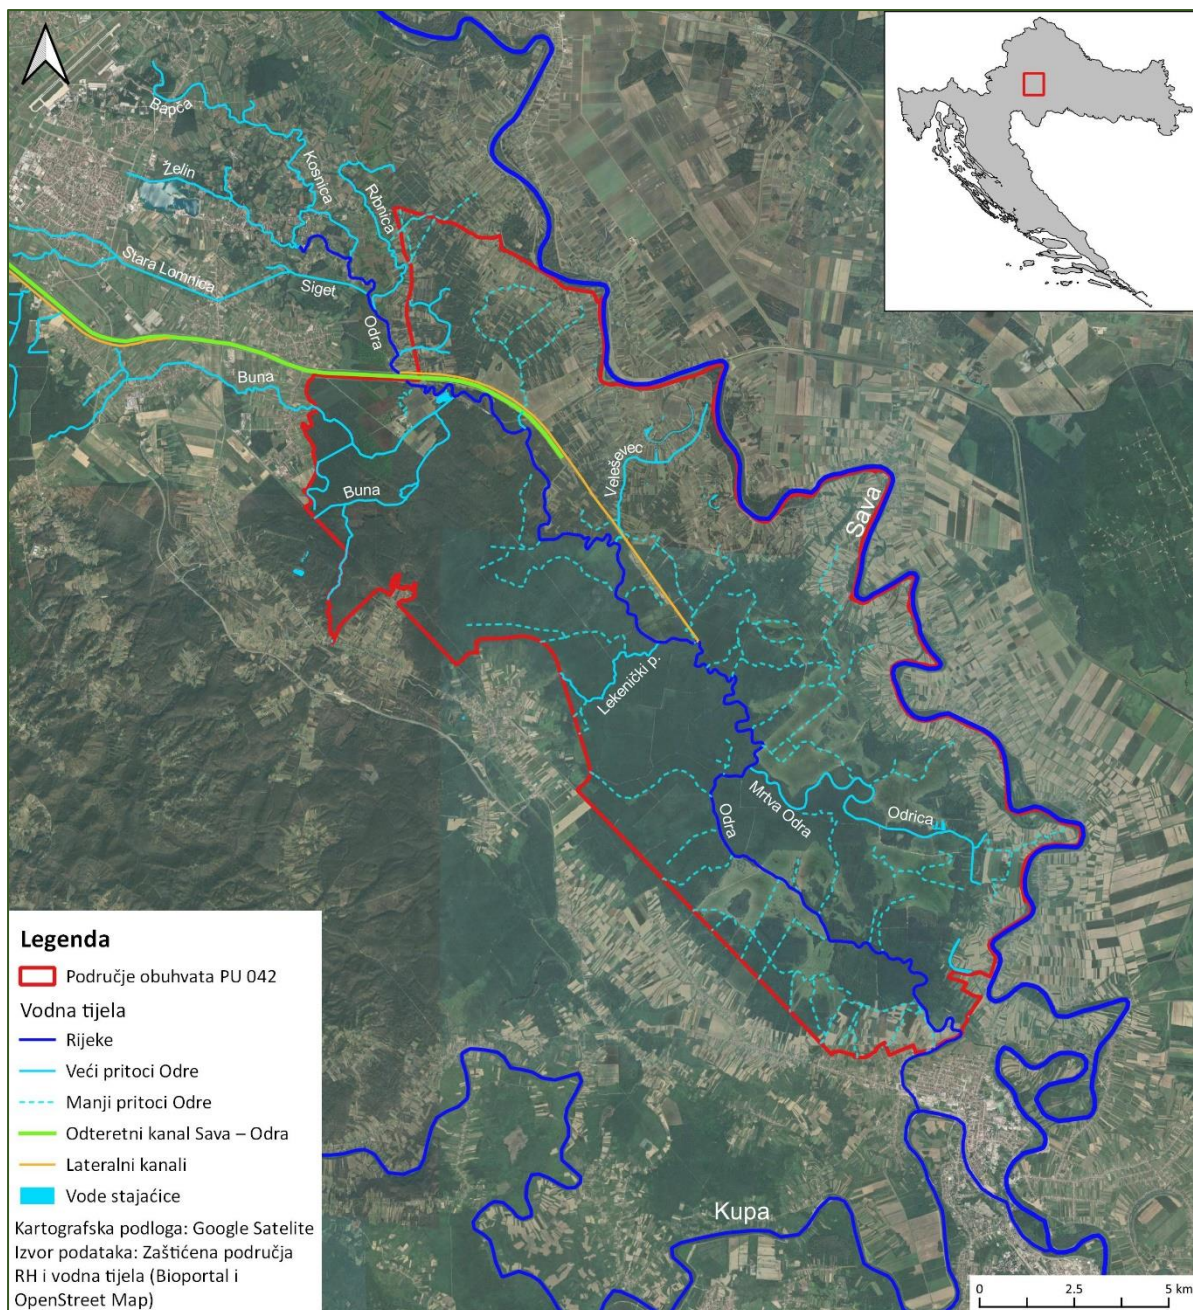 Bapča
Želin
Kosnica
Ribnica
Stara Lomnica
Siget
Odra
Buna
Buna
Veleševec
Sava
Lekenički p.
Mrtva Odra
Odra
Odrica
Kupa
Legenda
Područje obuhvata PU 042
Vodna tijela
Rijeke
Veći pritoci Odre
Manji pritoci Odre
Odteretni kanal Sava – Odra
Lateralni kanali
Vode stajaćice
Kartografska podloga: Google Satelite
Izvor podataka: Zaštićena područja
RH i vodna tijela (Bioportal i
OpenStreet Map)
0 2.5 5 km